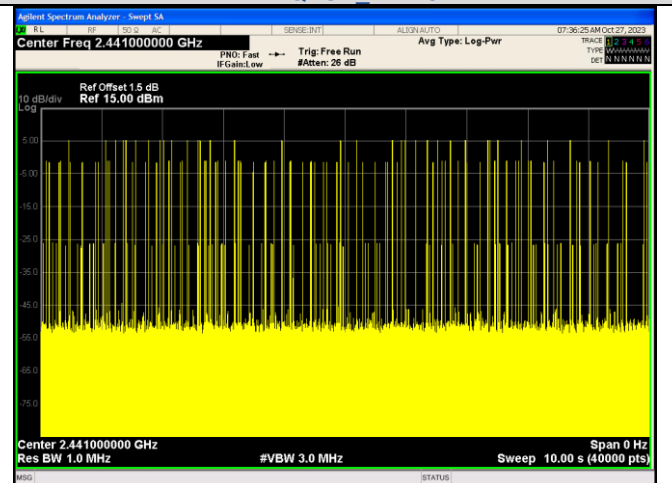 Agilent Spectrum Analyzer - Swept SA
RL RF 50 Ω AC SENSE:INT ALIGN AUTO 07:36:25 AM Oct 27, 2023
Center Freq 2.441000000 GHz Avg Type: Log-Pwr TRACE 1 2 3 4 5 6
PNO: Fast Trig: Free Run TYPE
IFGain:Low #Atten: 26 dB DET N N N N N N
Ref Offset 1.5 dB
10 dB/div Ref 15.00 dBm
Log
5.00
-5.00
-15.0
-25.0
-35.0
-45.0
-55.0
-65.0
-75.0
Center 2.441000000 GHz Span 0 Hz
Res BW 1.0 MHz #VBW 3.0 MHz Sweep 10.00 s (40000 pts)
MSG STATUS